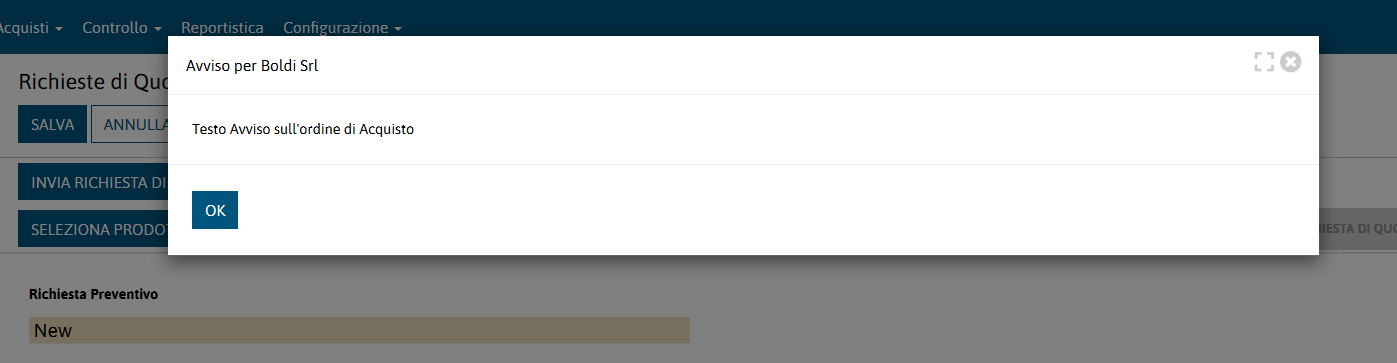 Acquisti Controllo Reportistica Configurazione
Avviso per Boldi Srl
Richieste di Quo
SALVA ANNULLA
Testo Avviso sull'ordine di Acquisto
INVIA RICHIESTA DI
OK
SELEZIONA PRODOT
IESTA DI QUO
Richiesta Preventivo
New